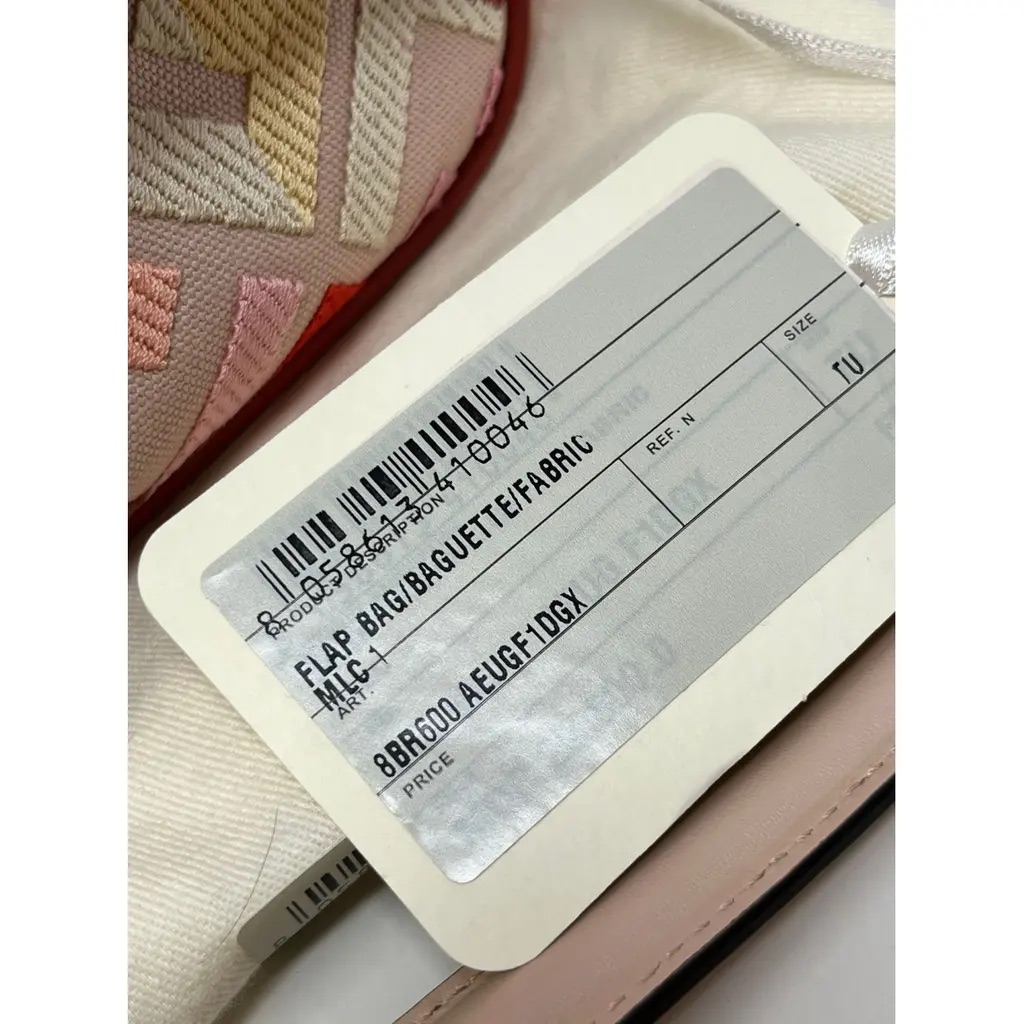 8 058613 410046
PRODUCT DESCRIPTION
FLAP BAG/BAGUETTE/FABRIC
MLC 1
ART.
REF. N
SIZE
8BR600 AEUGF1DGX
TU
PRICE